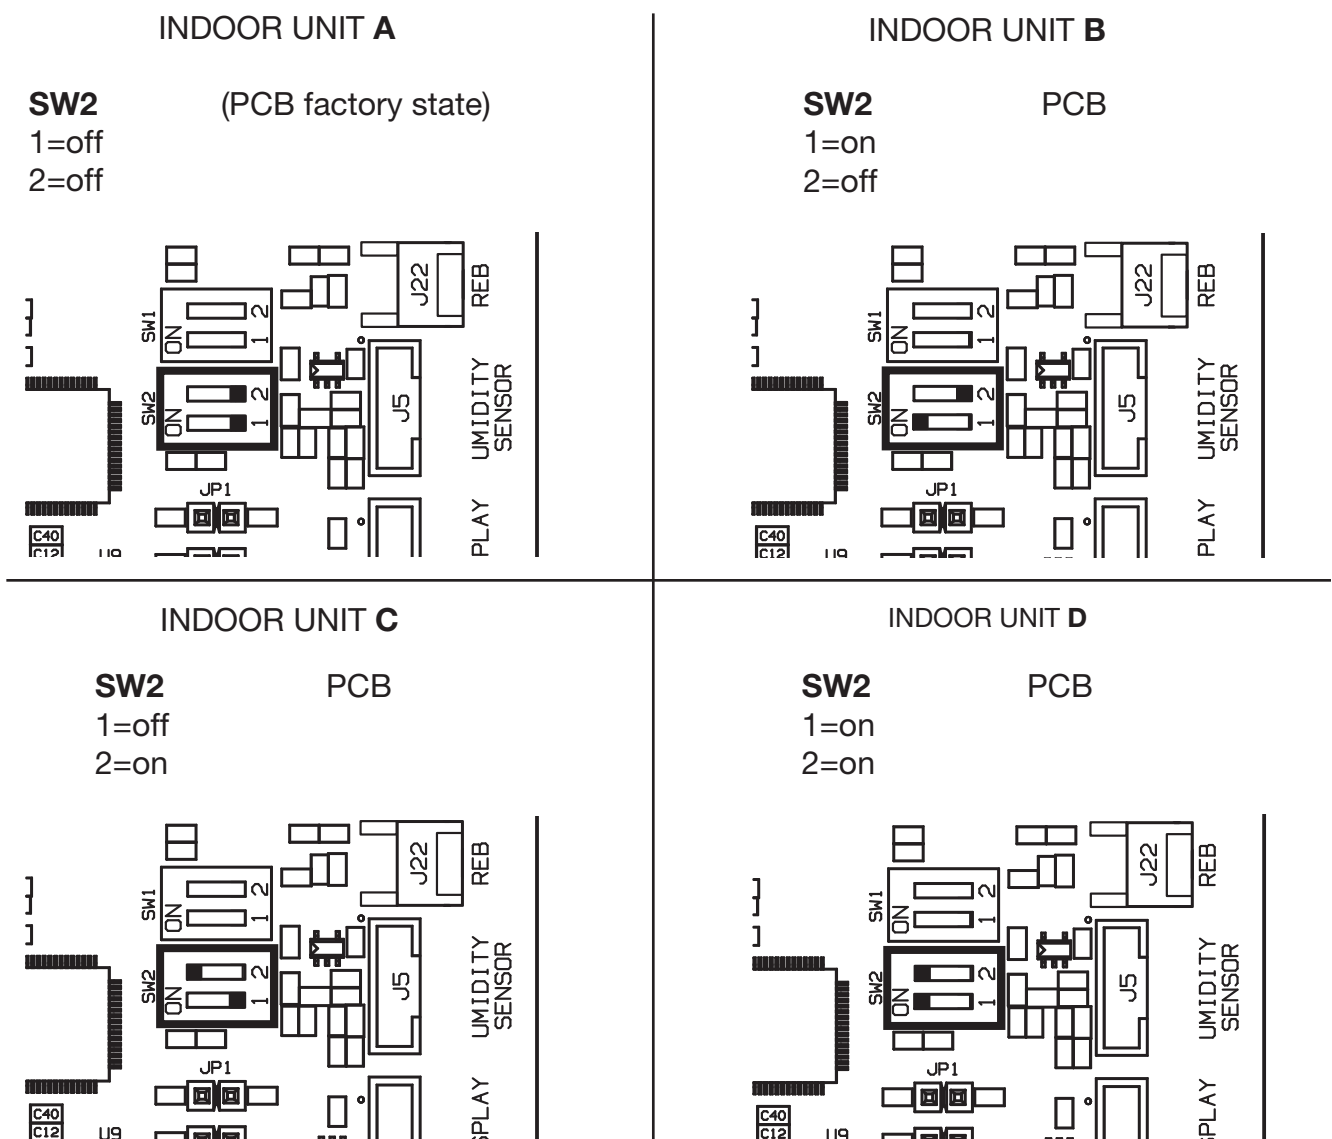 INDOOR UNIT A
SW2 (PCB factory state)
1=off
2=off
J22
REB
SW1
ON
2
1
SW2
ON
2
1
J5
UMIDITY
SENSOR
JP1
PLAY
C40
C12
U9
INDOOR UNIT B
SW2 PCB
1=on
2=off
J22
REB
SW1
ON
2
1
SW2
ON
2
1
J5
UMIDITY
SENSOR
JP1
PLAY
C40
C12
U9
INDOOR UNIT C
SW2 PCB
1=off
2=on
J22
REB
SW1
ON
2
1
SW2
ON
2
1
J5
UMIDITY
SENSOR
JP1
SPLAY
C40
C12
U9
INDOOR UNIT D
SW2 PCB
1=on
2=on
J22
REB
SW1
ON
2
1
SW2
ON
2
1
J5
UMIDITY
SENSOR
JP1
SPLAY
C40
C12
U9